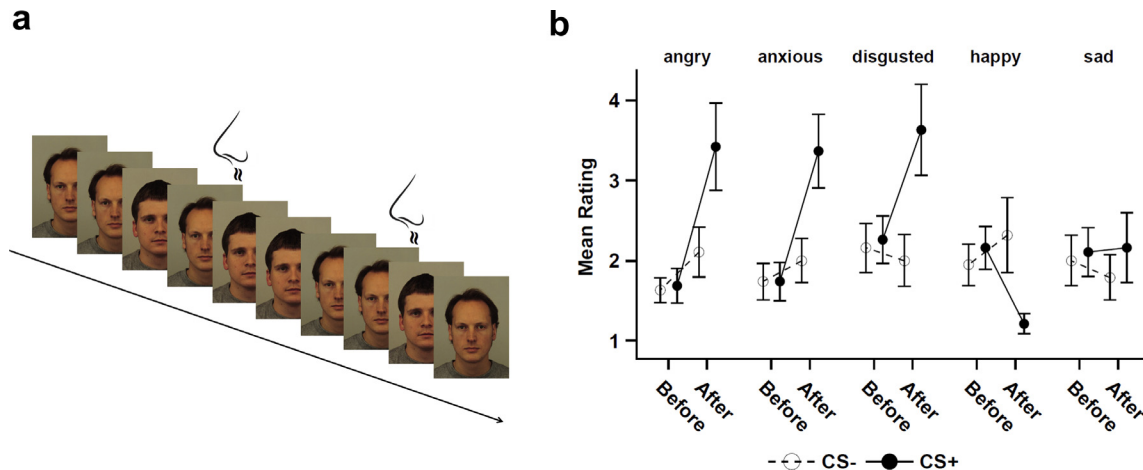 a
b
angry anxious disgusted happy sad
4
3
2
1
Mean Rating
Before After Before After Before After Before After Before After
CS- CS+